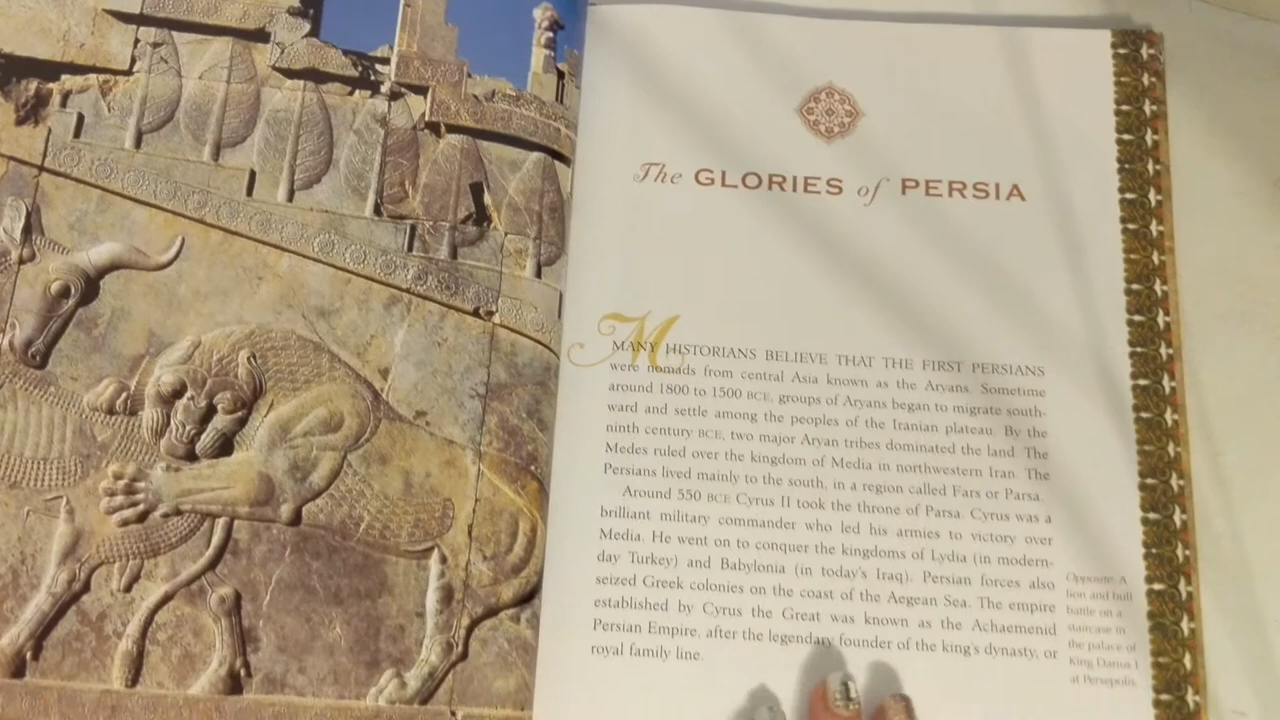 The GLORIES of PERSIA
MANY HISTORIANS BELIEVE THAT THE FIRST PERSIANS
were nomads from central Asia known as the Aryans. Sometime
around 1800 to 1500 BCE, groups of Aryans began to migrate south-
ward and settle among the peoples of the Iranian plateau. By the
ninth century BCE, two major Aryan tribes dominated the land. The
Medes ruled over the kingdom of Media in northwestern Iran. The
Persians lived mainly to the south, in a region called Fars or Parsa.
Around 550 BCE Cyrus II took the throne of Parsa. Cyrus was a
brilliant military commander who led his armies to victory over
Media. He went on to conquer the kingdoms of Lydia (in modern-
day Turkey) and Babylonia (in today's Iraq). Persian forces also
seized Greek colonies on the coast of the Aegean Sea. The empire
established by Cyrus the Great was known as the Achaemenid
Persian Empire, after the legendary founder of the king's dynasty, or
royal family line.
Opposite: A
lion and bull
battle on a
staircase in
the palace of
King Darius I
at Persepolis.